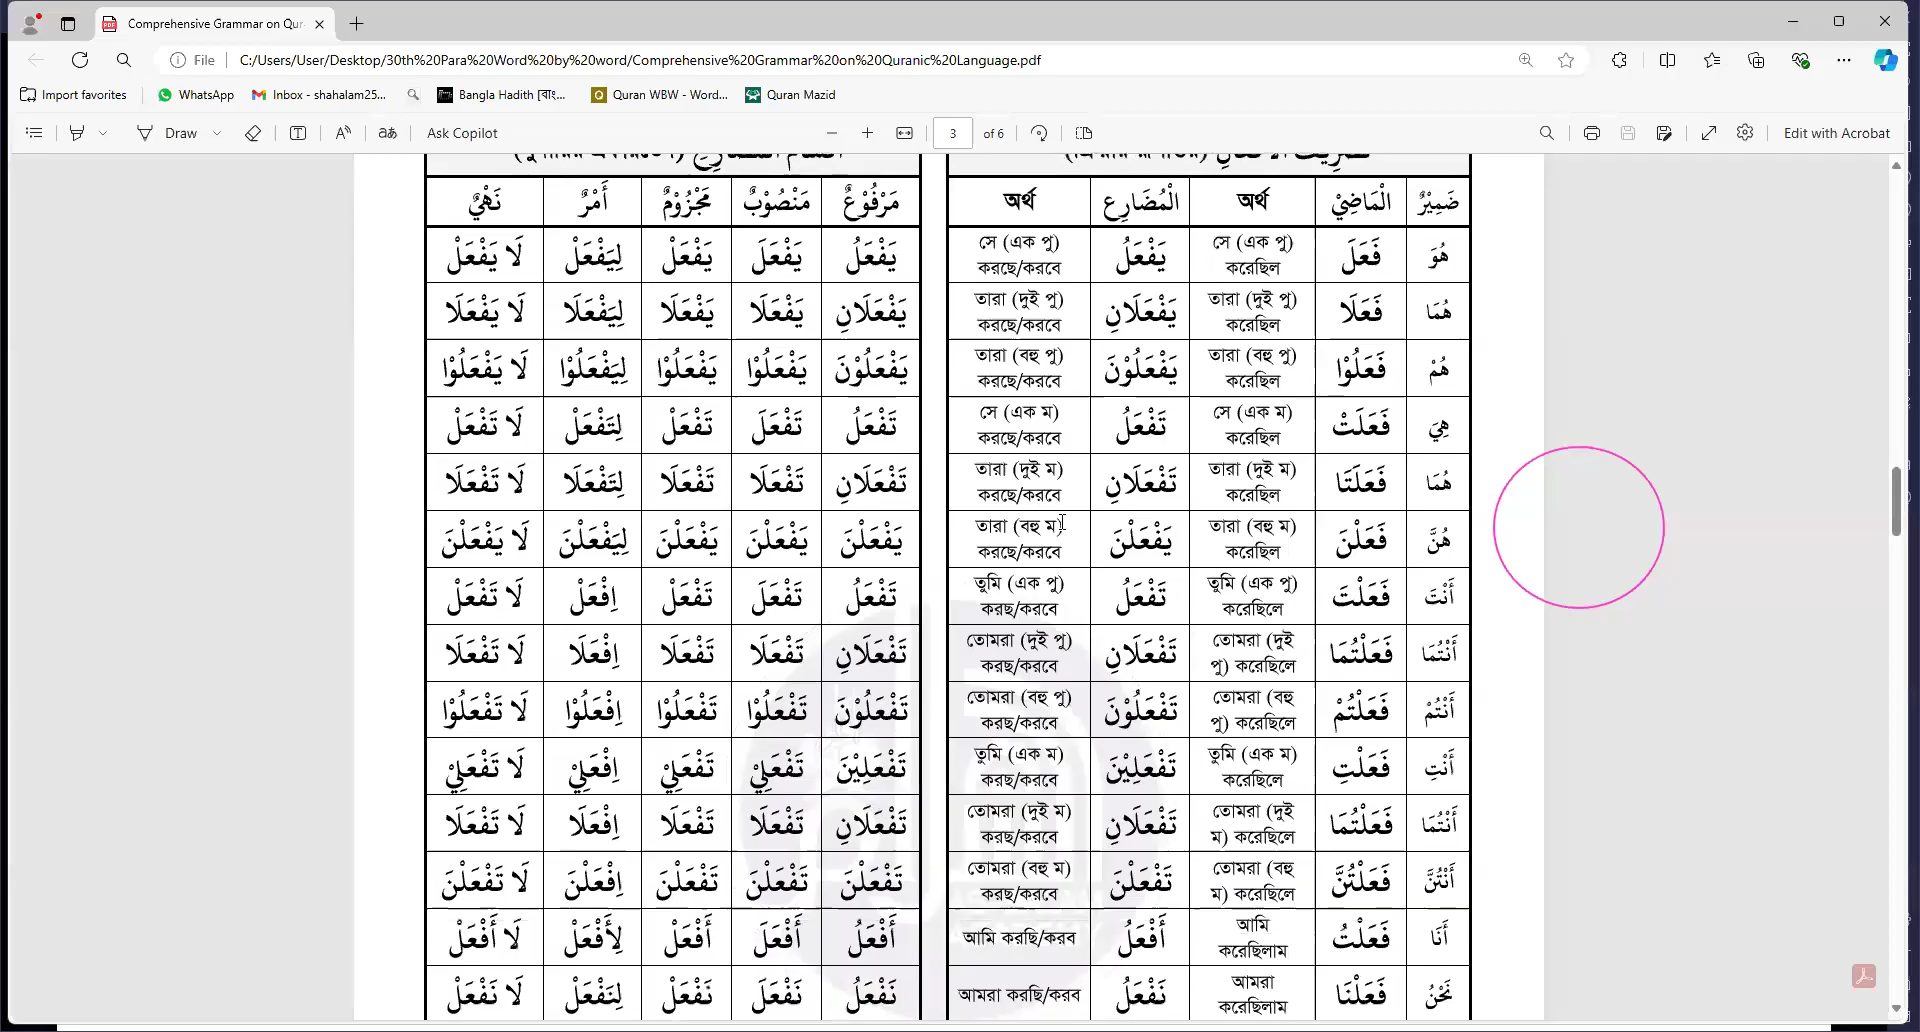 Comprehensive Grammar on Qur
File
C:/Users/User/Desktop/30th%20Para%20Word%20by%20word/Comprehensive%20Grammar%20on%20Quranic%20Language.pdf
Import favorites WhatsApp Inbox - shahalam25... Bangla Hadith [বাং... Quran WBW - Word... Quran Mazid
Draw Ask Copilot 3 of 6 Edit with Acrobat
ضَمِيْرٌ الْمَاضِيْ অর্থ الْمُضَارِع অর্থ
هُوَ فَعَلَ সে (এক পু) করেছিল يَفْعَلُ সে (এক পু) করছে/করবে
هُمَا فَعَلَا তারা (দুই পু) করেছিল يَفْعَلَانِ তারা (দুই পু) করছে/করবে
هُمْ فَعَلُوْا তারা (বহু পু) করেছিল يَفْعَلُوْنَ তারা (বহু পু) করছে/করবে
هِيَ فَعَلَتْ সে (এক ম) করেছিল تَفْعَلُ সে (এক ম) করছে/করবে
هُمَا فَعَلَتَا তারা (দুই ম) করেছিল تَفْعَلَانِ তারা (দুই ম) করছে/করবে
هُنَّ فَعَلْنَ তারা (বহু ম) করেছিল يَفْعَلْنَ তারা (বহু ম) করছে/করবে
أَنْتَ فَعَلْتَ তুমি (এক পু) করেছিলে تَفْعَلُ তুমি (এক পু) করছ/করবে
أَنْتُمَا فَعَلْتُمَا তোমরা (দুই পু) করেছিলে تَفْعَلَانِ তোমরা (দুই পু) করছ/করবে
أَنْتُمْ فَعَلْتُمْ তোমরা (বহু পু) করেছিলে تَفْعَلُوْنَ তোমরা (বহু পু) করছ/করবে
أَنْتِ فَعَلْتِ তুমি (এক ম) করেছিলে تَفْعَلِيْنَ তুমি (এক ম) করছ/করবে
أَنْتُمَا فَعَلْتُمَا তোমরা (দুই ম) করেছিলে تَفْعَلَانِ তোমরা (দুই ম) করছ/করবে
أَنْتُنَّ فَعَلْتُنَّ তোমরা (বহু ম) করেছিলে تَفْعَلْنَ তোমরা (বহু ম) করছ/করবে
أَنَا فَعَلْتُ আমি করেছিলাম أَفْعَلُ আমি করছি/করব
نَحْنُ فَعَلْنَا আমরা করেছিলাম نَفْعَلُ আমরা করছি/করব
مَرْفُوْعٌ مَنْصُوْبٌ مَجْزُوْمٌ أَمْرٌ نَهْيٌ
يَفْعَلُ يَفْعَلَ يَفْعَلْ لِيَفْعَلْ لَا يَفْعَلْ
يَفْعَلَانِ يَفْعَلَا يَفْعَلَا لِيَفْعَلَا لَا يَفْعَلَا
يَفْعَلُوْنَ يَفْعَلُوْا يَفْعَلُوْا لِيَفْعَلُوْا لَا يَفْعَلُوْا
تَفْعَلُ تَفْعَلَ تَفْعَلْ لِتَفْعَلْ لَا تَفْعَلْ
تَفْعَلَانِ تَفْعَلَا تَفْعَلَا لِتَفْعَلَا لَا تَفْعَلَا
يَفْعَلْنَ يَفْعَلْنَ يَفْعَلْنَ لِيَفْعَلْنَ لَا يَفْعَلْنَ
تَفْعَلُ تَفْعَلَ تَفْعَلْ اِفْعَلْ لَا تَفْعَلْ
تَفْعَلَانِ تَفْعَلَا تَفْعَلَا اِفْعَلَا لَا تَفْعَلَا
تَفْعَلُوْنَ تَفْعَلُوْا تَفْعَلُوْا اِفْعَلُوْا لَا تَفْعَلُوْا
تَفْعَلِيْنَ تَفْعَلِيْ تَفْعَلِيْ اِفْعَلِيْ لَا تَفْعَلِيْ
تَفْعَلَانِ تَفْعَلَا تَفْعَلَا اِفْعَلَا لَا تَفْعَلَا
تَفْعَلْنَ تَفْعَلْنَ تَفْعَلْنَ اِفْعَلْنَ لَا تَفْعَلْنَ
أَفْعَلُ أَفْعَلَ أَفْعَلْ لِأَفْعَلْ لَا أَفْعَلْ
نَفْعَلُ نَفْعَلَ نَفْعَلْ لِنَفْعَلْ لَا نَفْعَلْ